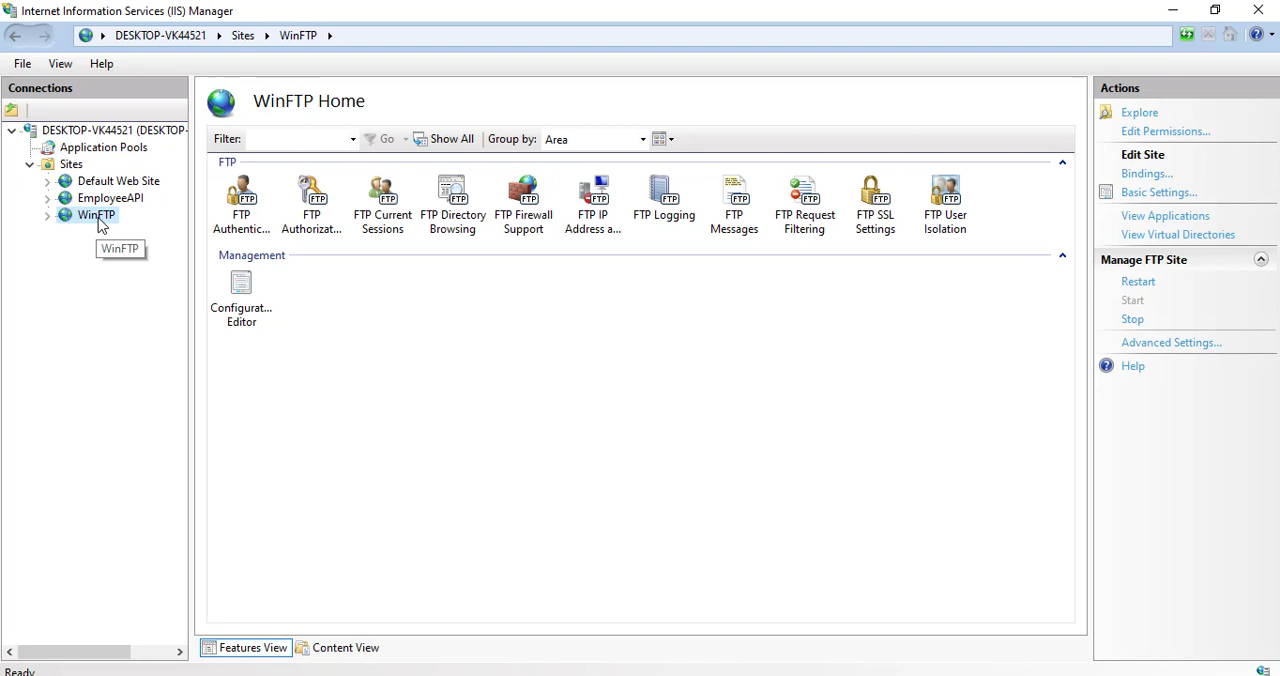 Internet Information Services (IIS) Manager
DESKTOP-VK44521 Sites WinFTP
File View Help
Connections
DESKTOP-VK44521 (DESKTOP-
Application Pools
Sites
Default Web Site
EmployeeAPI
WinFTP
WinFTP
WinFTP Home
Filter: Go Show All Group by: Area
FTP
FTP Authentic...
FTP Authorizat...
FTP Current Sessions
FTP Directory Browsing
FTP Firewall Support
FTP IP Address a...
FTP Logging
FTP Messages
FTP Request Filtering
FTP SSL Settings
FTP User Isolation
Management
Configurat... Editor
Features View Content View
Actions
Explore
Edit Permissions...
Edit Site
Bindings...
Basic Settings...
View Applications
View Virtual Directories
Manage FTP Site
Restart
Start
Stop
Advanced Settings...
Help
Ready